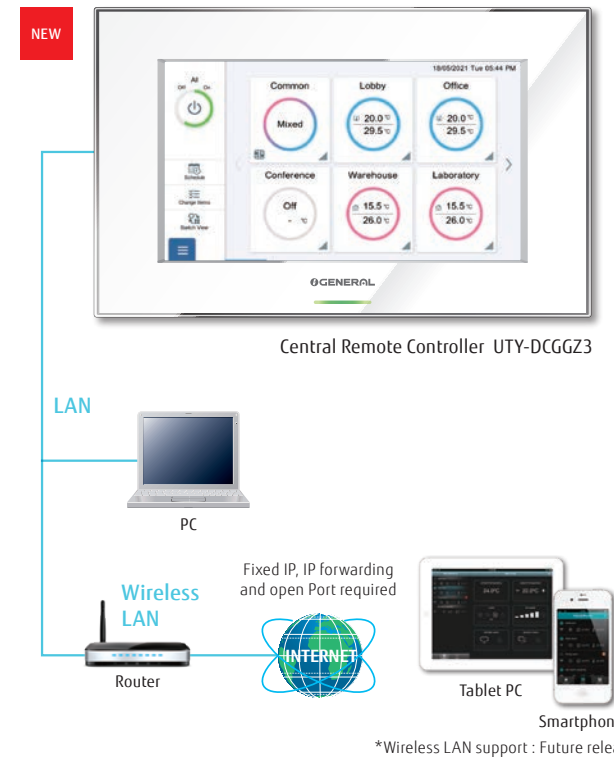 NEW
18/05/2021 Tue 05:44 PM
All
Off On
Common
Lobby
Office
Mixed
20.0 ℃
29.5 ℃
20.0 ℃
29.5 ℃
Schedule
Change Items
Switch View
Conference
Warehouse
Laboratory
Off
- ℃
15.5 ℃
26.0 ℃
15.5 ℃
26.0 ℃
GENERAL
Central Remote Controller UTY-DCGGZ3
LAN
PC
Wireless
LAN
Fixed IP, IP forwarding
and open Port required
INTERNET
Router
Tablet PC
Smartphon
*Wireless LAN support : Future relea